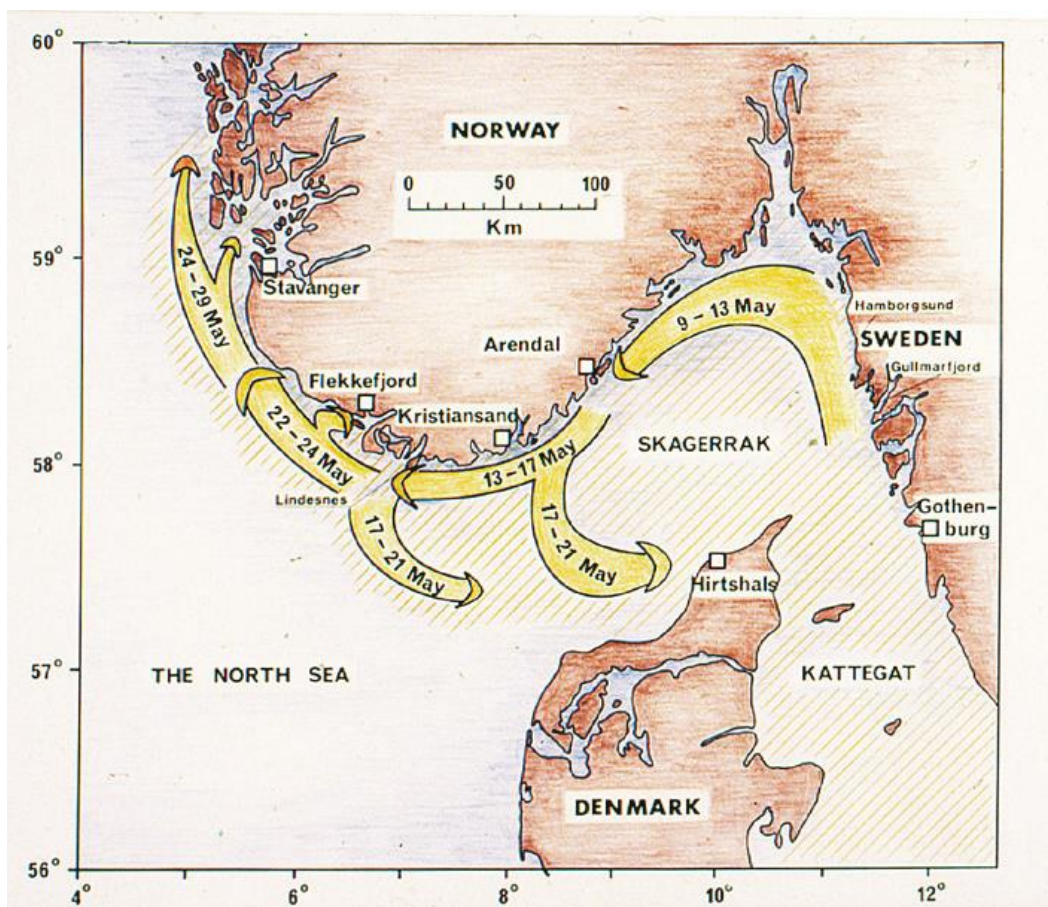 60°
NORWAY
0 50 100
Km
59°
Stavanger
24 – 29 May
9 – 13 May
Hamborgsund
SWEDEN
Arendal
Gullmarfjord
Flekkefjord
Kristiansand
22 – 24 May
SKAGERRAK
58°
13 – 17 May
Lindesnes
Gothen-
burg
17 – 21 May
17 – 21 May
Hirtshals
57°
THE NORTH SEA
KATTEGAT
DENMARK
56°
4° 6° 8° 10° 12°